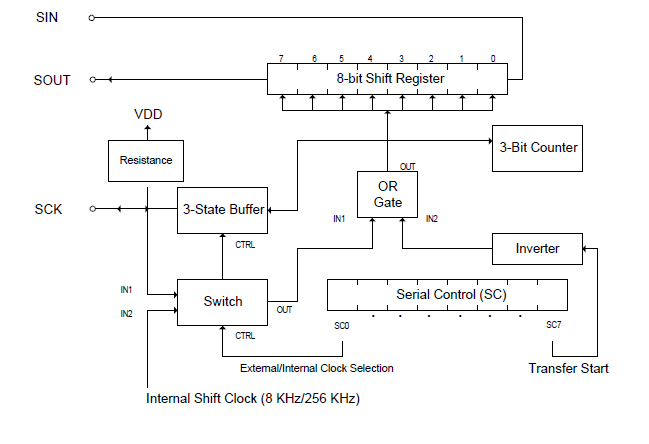 SIN
7 6 5 4 3 2 1 0
SOUT
8-bit Shift Register
VDD
Resistance
3-Bit Counter
OUT
OR
Gate
SCK
3-State Buffer
IN1
IN2
CTRL
Inverter
IN1
Switch
Serial Control (SC)
IN2
OUT
SC0
SC7
CTRL
External/Internal Clock Selection
Transfer Start
Internal Shift Clock (8 KHz/256 KHz)